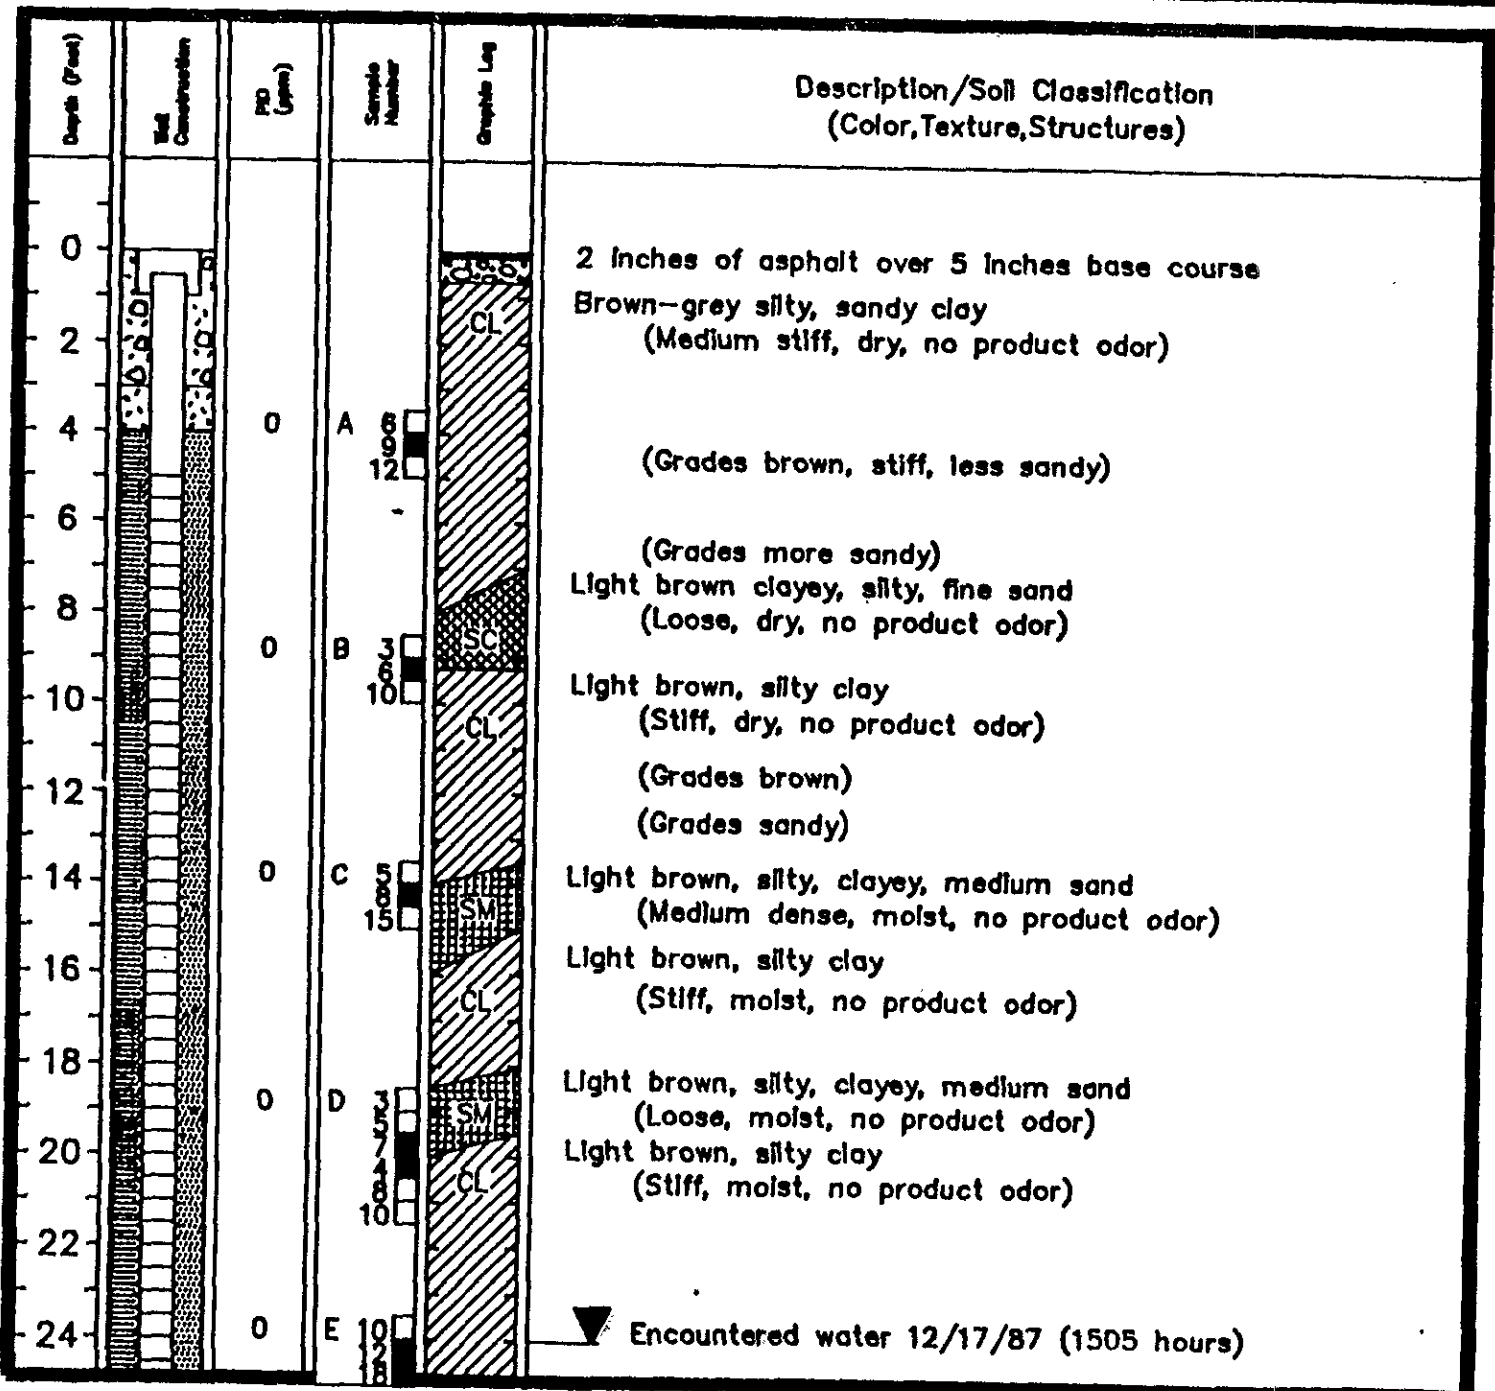 Depth (Feet)
Well Construction
PID (ppm)
Sample Number
Graphic Log
Description/Soil Classification
(Color,Texture,Structures)
0
2 inches of asphalt over 5 inches base course
Brown-grey silty, sandy clay
CL
2
(Medium stiff, dry, no product odor)
4
0
A
6
9
12
(Grades brown, stiff, less sandy)
6
(Grades more sandy)
Light brown clayey, silty, fine sand
8
(Loose, dry, no product odor)
0
B
3
6
10
SC
10
Light brown, silty clay
(Stiff, dry, no product odor)
CL
(Grades brown)
12
(Grades sandy)
14
0
C
5
8
15
Light brown, silty, clayey, medium sand
SM
(Medium dense, moist, no product odor)
16
Light brown, silty clay
CL
(Stiff, moist, no product odor)
18
Light brown, silty, clayey, medium sand
0
D
3
5
7
4
8
10
SM
(Loose, moist, no product odor)
20
Light brown, silty clay
CL
(Stiff, moist, no product odor)
22
24
0
E
10
12
18
Encountered water 12/17/87 (1505 hours)